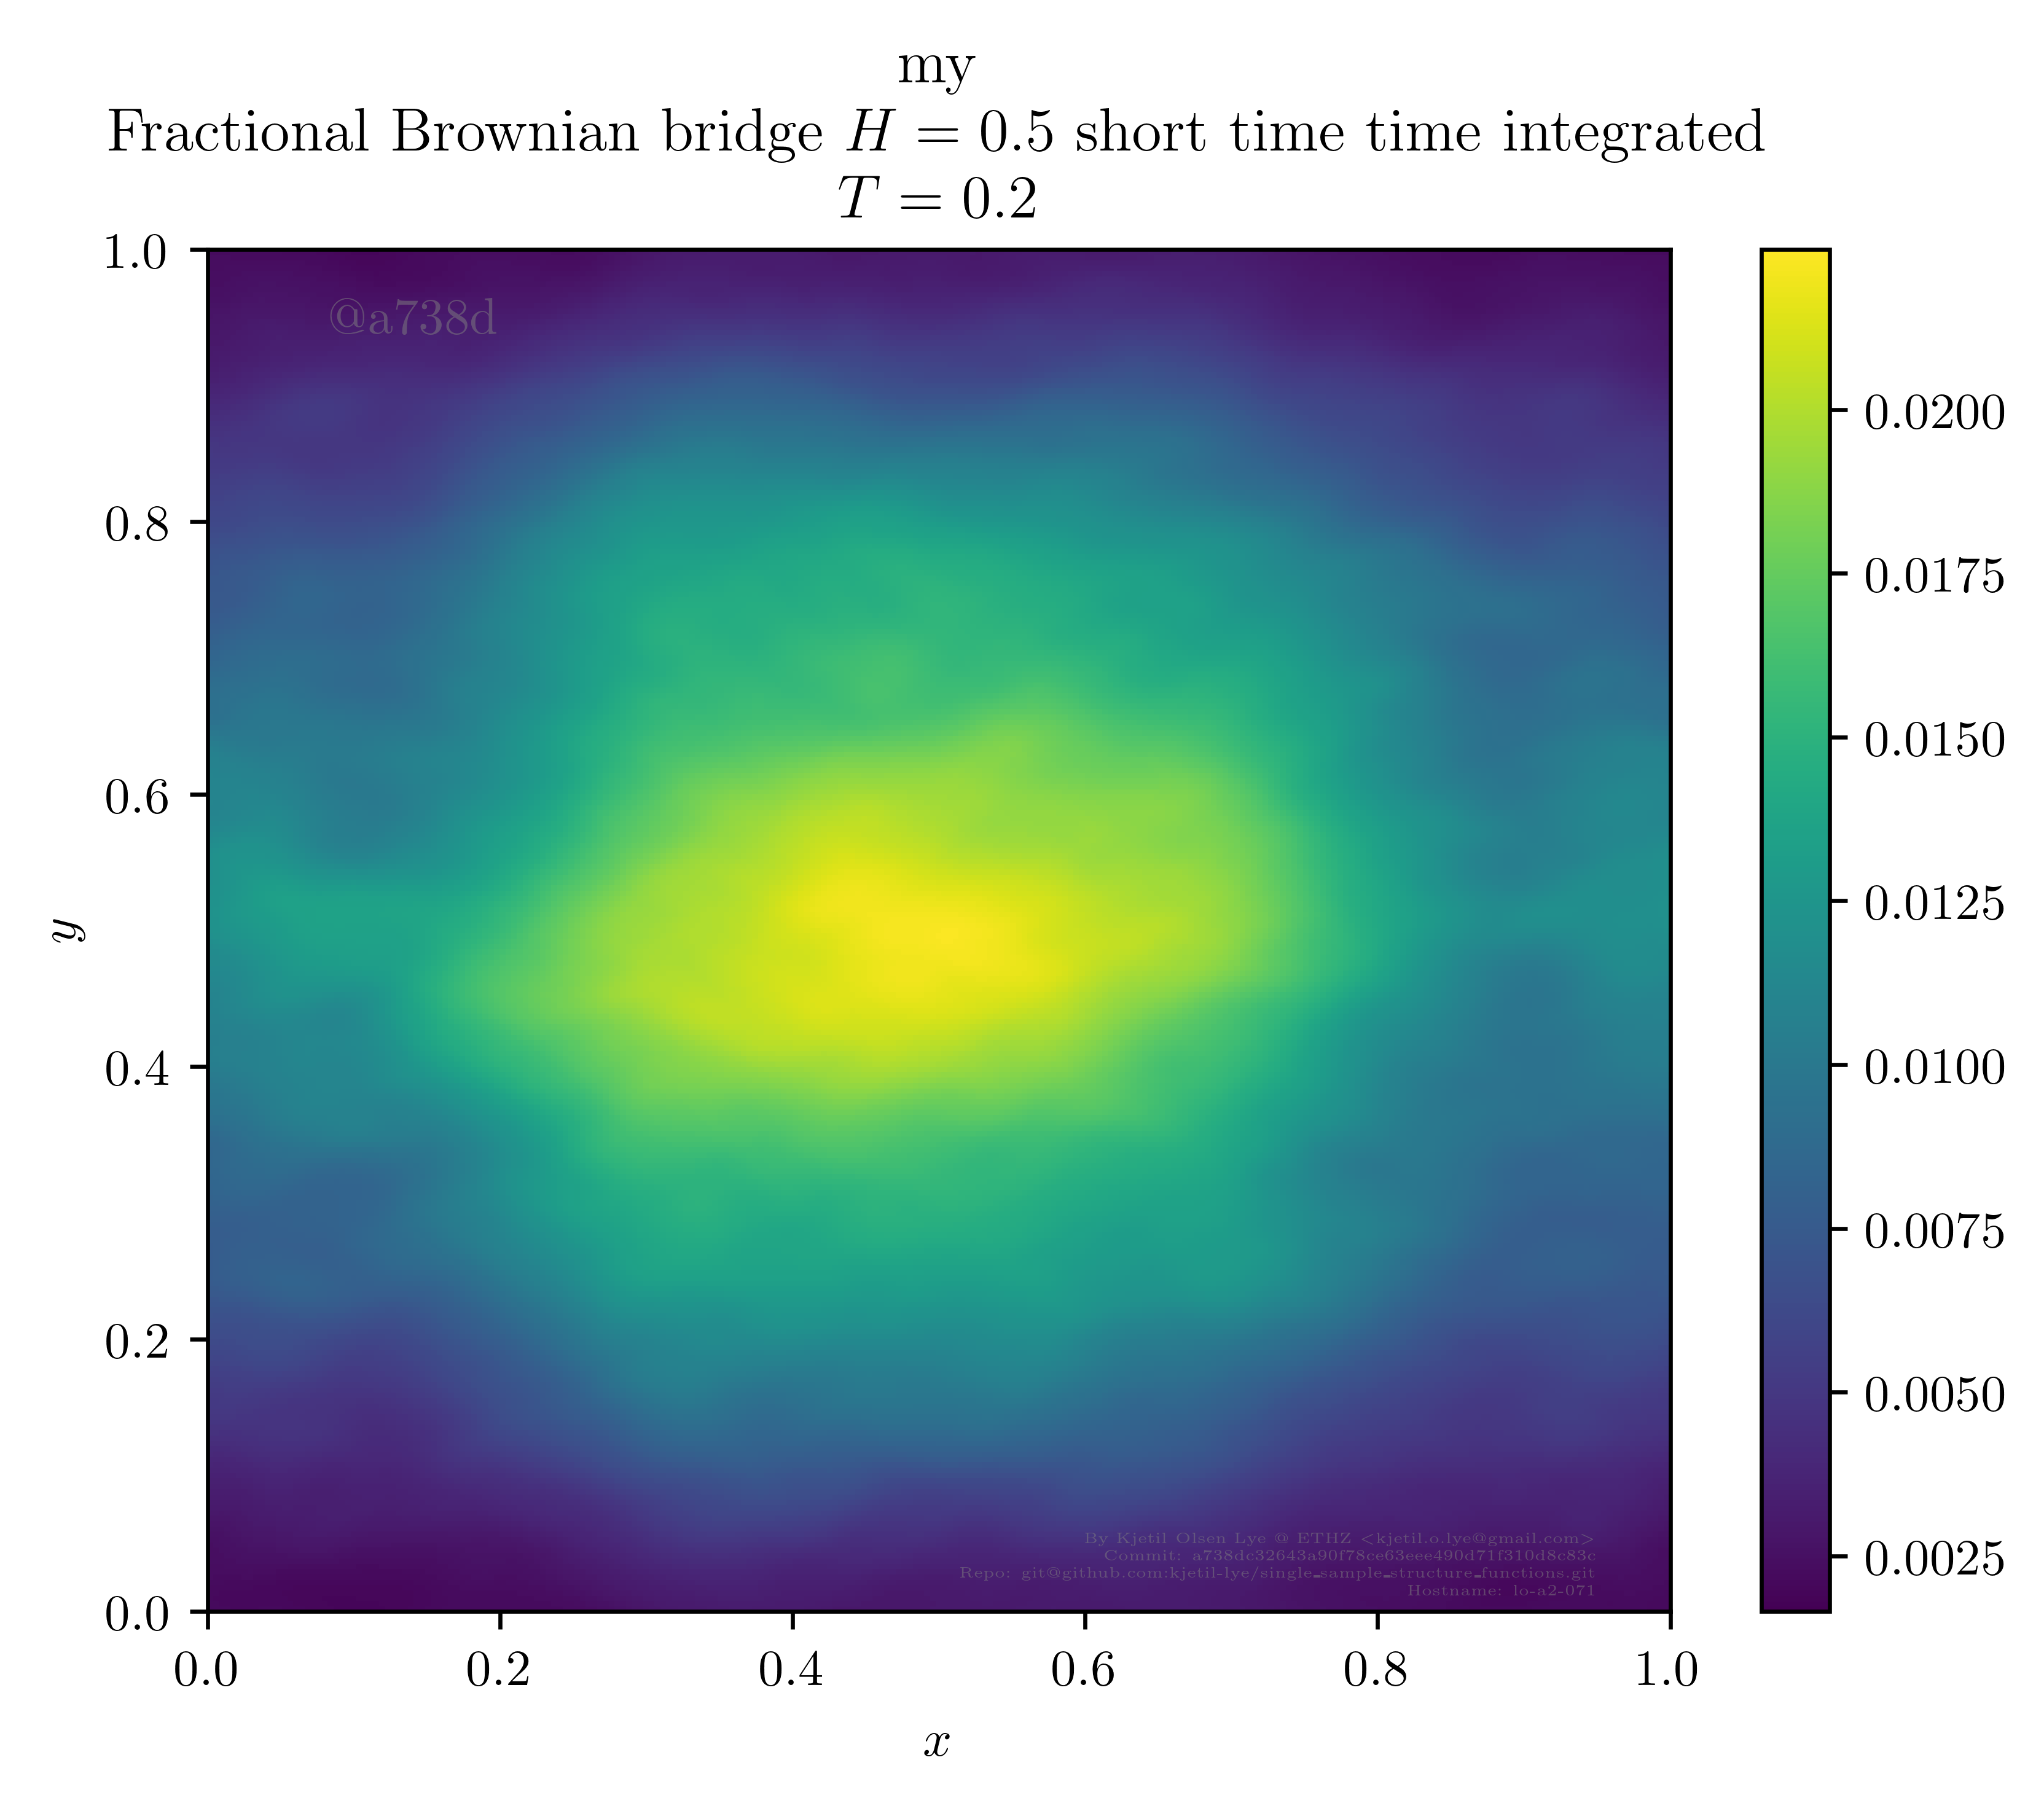 my
Fractional Brownian bridge H = 0.5 short time time integrated
T = 0.2
1.0
@a738d
0.8
0.6
y
0.4
0.2
0.0
0.0 0.2 0.4 0.6 0.8 1.0
x
0.0200
0.0175
0.0150
0.0125
0.0100
0.0075
0.0050
0.0025
By Kjetil Olsen Lye @ ETHZ <kjetil.o.lye@gmail.com>
Commit: a738dc32643a90f78ce63eee490d71f310d8c83c
Repo: git@github.com:kjetil-lye/single_sample_structure_functions.git
Hostname: lo-a2-071